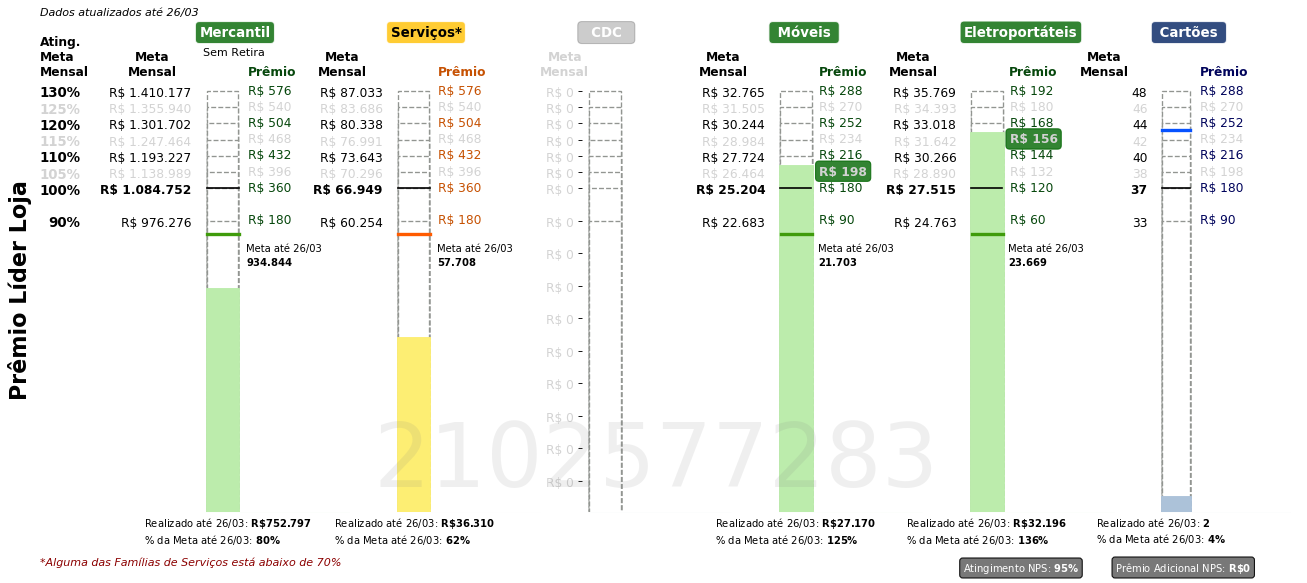 Dados atualizados até 26/03
Mercantil Serviços* CDC Móveis Eletroportáteis Cartões
Sem Retira
Ating. Meta Mensal
Meta Mensal Prêmio Meta Mensal Prêmio Meta Mensal Meta Mensal Prêmio Meta Mensal Prêmio Meta Mensal Prêmio
130% R$ 1.410.177 R$ 576 R$ 87.033 R$ 576 R$ 0 R$ 32.765 R$ 288 R$ 35.769 R$ 192 48 R$ 288
125% R$ 1.355.940 R$ 540 R$ 83.686 R$ 540 R$ 0 R$ 31.505 R$ 270 R$ 34.393 R$ 180 46 R$ 270
120% R$ 1.301.702 R$ 504 R$ 80.338 R$ 504 R$ 0 R$ 30.244 R$ 252 R$ 33.018 R$ 168 44 R$ 252
115% R$ 1.247.464 R$ 468 R$ 76.991 R$ 468 R$ 0 R$ 28.984 R$ 234 R$ 31.642 R$ 156 42 R$ 234
110% R$ 1.193.227 R$ 432 R$ 73.643 R$ 432 R$ 0 R$ 27.724 R$ 216 R$ 30.266 R$ 144 40 R$ 216
105% R$ 1.138.989 R$ 396 R$ 70.296 R$ 396 R$ 0 R$ 26.464 R$ 198 R$ 28.890 R$ 132 38 R$ 198
100% R$ 1.084.752 R$ 360 R$ 66.949 R$ 360 R$ 0 R$ 25.204 R$ 180 R$ 27.515 R$ 120 37 R$ 180
90% R$ 976.276 R$ 180 R$ 60.254 R$ 180 R$ 0 R$ 22.683 R$ 90 R$ 24.763 R$ 60 33 R$ 90
Meta até 26/03 Meta até 26/03 R$ 0 Meta até 26/03 Meta até 26/03
934.844 57.708 21.703 23.669
R$ 0
R$ 0
R$ 0
R$ 0
R$ 0
R$ 0
R$ 0
Prêmio Líder Loja
2102577283
Realizado até 26/03: R$752.797 Realizado até 26/03: R$36.310 Realizado até 26/03: R$27.170 Realizado até 26/03: R$32.196 Realizado até 26/03: 2
% da Meta até 26/03: 80% % da Meta até 26/03: 62% % da Meta até 26/03: 125% % da Meta até 26/03: 136% % da Meta até 26/03: 4%
*Alguma das Famílias de Serviços está abaixo de 70% Atingimento NPS: 95% Prêmio Adicional NPS: R$0